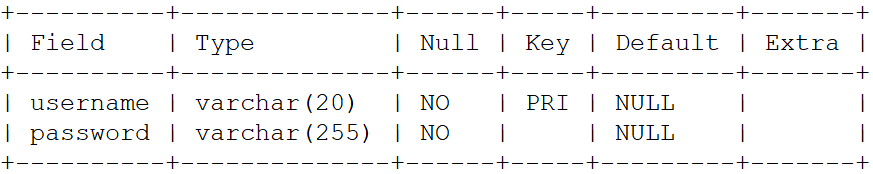 +----------+--------------+------+-----+---------+-------+
| Field    | Type         | Null | Key | Default | Extra |
+----------+--------------+------+-----+---------+-------+
| username | varchar(20)  | NO   | PRI | NULL    |       |
| password | varchar(255) | NO   |     | NULL    |       |
+----------+--------------+------+-----+---------+-------+